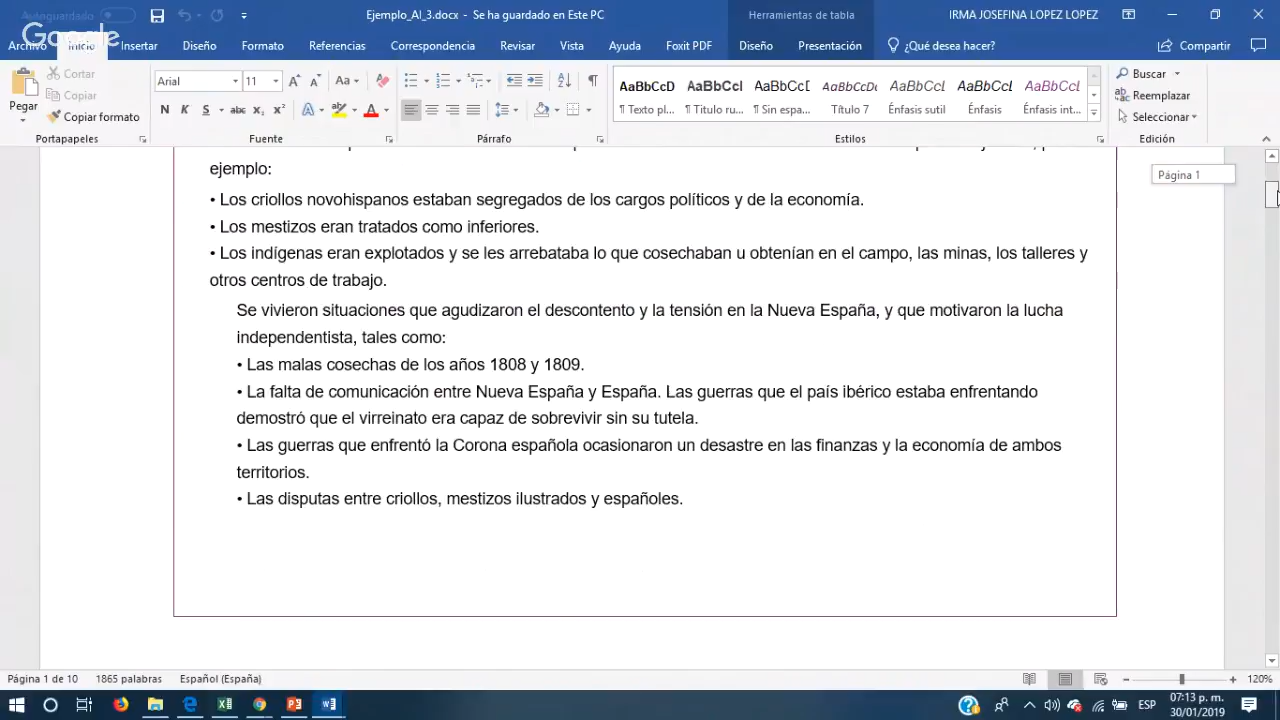 Autoguardado
Ejemplo_AI_3.docx - Se ha guardado en Este PC
Herramientas de tabla
IRMA JOSEFINA LOPEZ LOPEZ
Google
Archivo Inicio Insertar Diseño Formato Referencias Correspondencia Revisar Vista Ayuda Foxit PDF Diseño Presentación ¿Qué desea hacer? Compartir
Pegar
Cortar
Copiar
Copiar formato
Portapapeles
Arial 11
Aa
N K S abc x₂ x²
Fuente
Párrafo
AaBbCcD AaBbCcI AaBbCcI AaBbCcDc AaBbCcI AaBbCcI AaBbCcI
¶ Texto pl... ¶ Titulo ru... ¶ Sin espa... Título 7 Énfasis sutil Énfasis Énfasis int...
Estilos
Buscar
Reemplazar
Seleccionar
Edición
Página 1
ejemplo:
• Los criollos novohispanos estaban segregados de los cargos políticos y de la economía.
• Los mestizos eran tratados como inferiores.
• Los indígenas eran explotados y se les arrebataba lo que cosechaban u obtenían en el campo, las minas, los talleres y
otros centros de trabajo.
Se vivieron situaciones que agudizaron el descontento y la tensión en la Nueva España, y que motivaron la lucha
independentista, tales como:
• Las malas cosechas de los años 1808 y 1809.
• La falta de comunicación entre Nueva España y España. Las guerras que el país ibérico estaba enfrentando
demostró que el virreinato era capaz de sobrevivir sin su tutela.
• Las guerras que enfrentó la Corona española ocasionaron un desastre en las finanzas y la economía de ambos
territorios.
• Las disputas entre criollos, mestizos ilustrados y españoles.
Página 1 de 10 1865 palabras Español (España) 120%
ESP
07:13 p. m.
30/01/2019